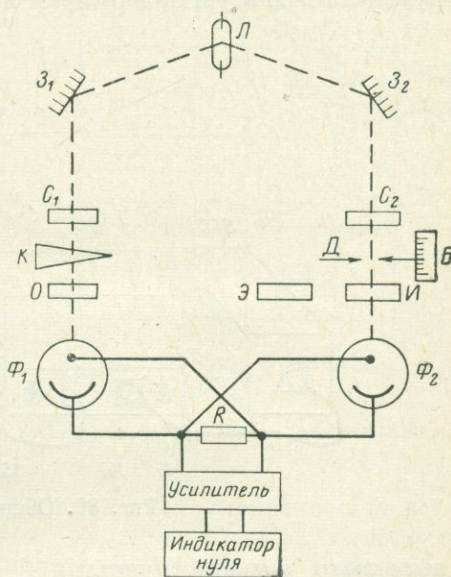 Л
З₁ З₂
С₁ С₂
К Д Б
О Э И
Ф₁ Ф₂
R
Усилитель
Индикатор
нуля